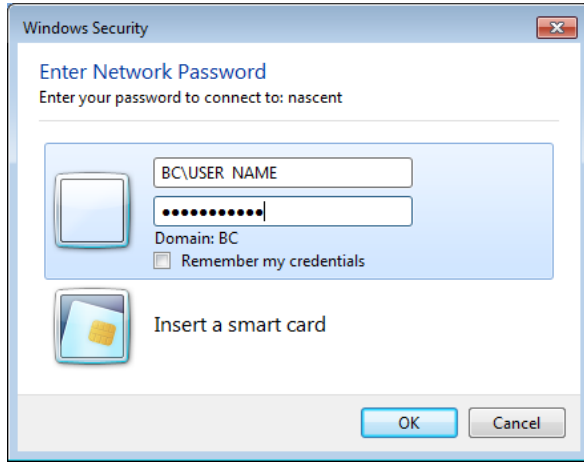 Windows Security
Enter Network Password
Enter your password to connect to: nascent
BC\USER NAME
●●●●●●●●●●●
Domain: BC
Remember my credentials
Insert a smart card
OK
Cancel